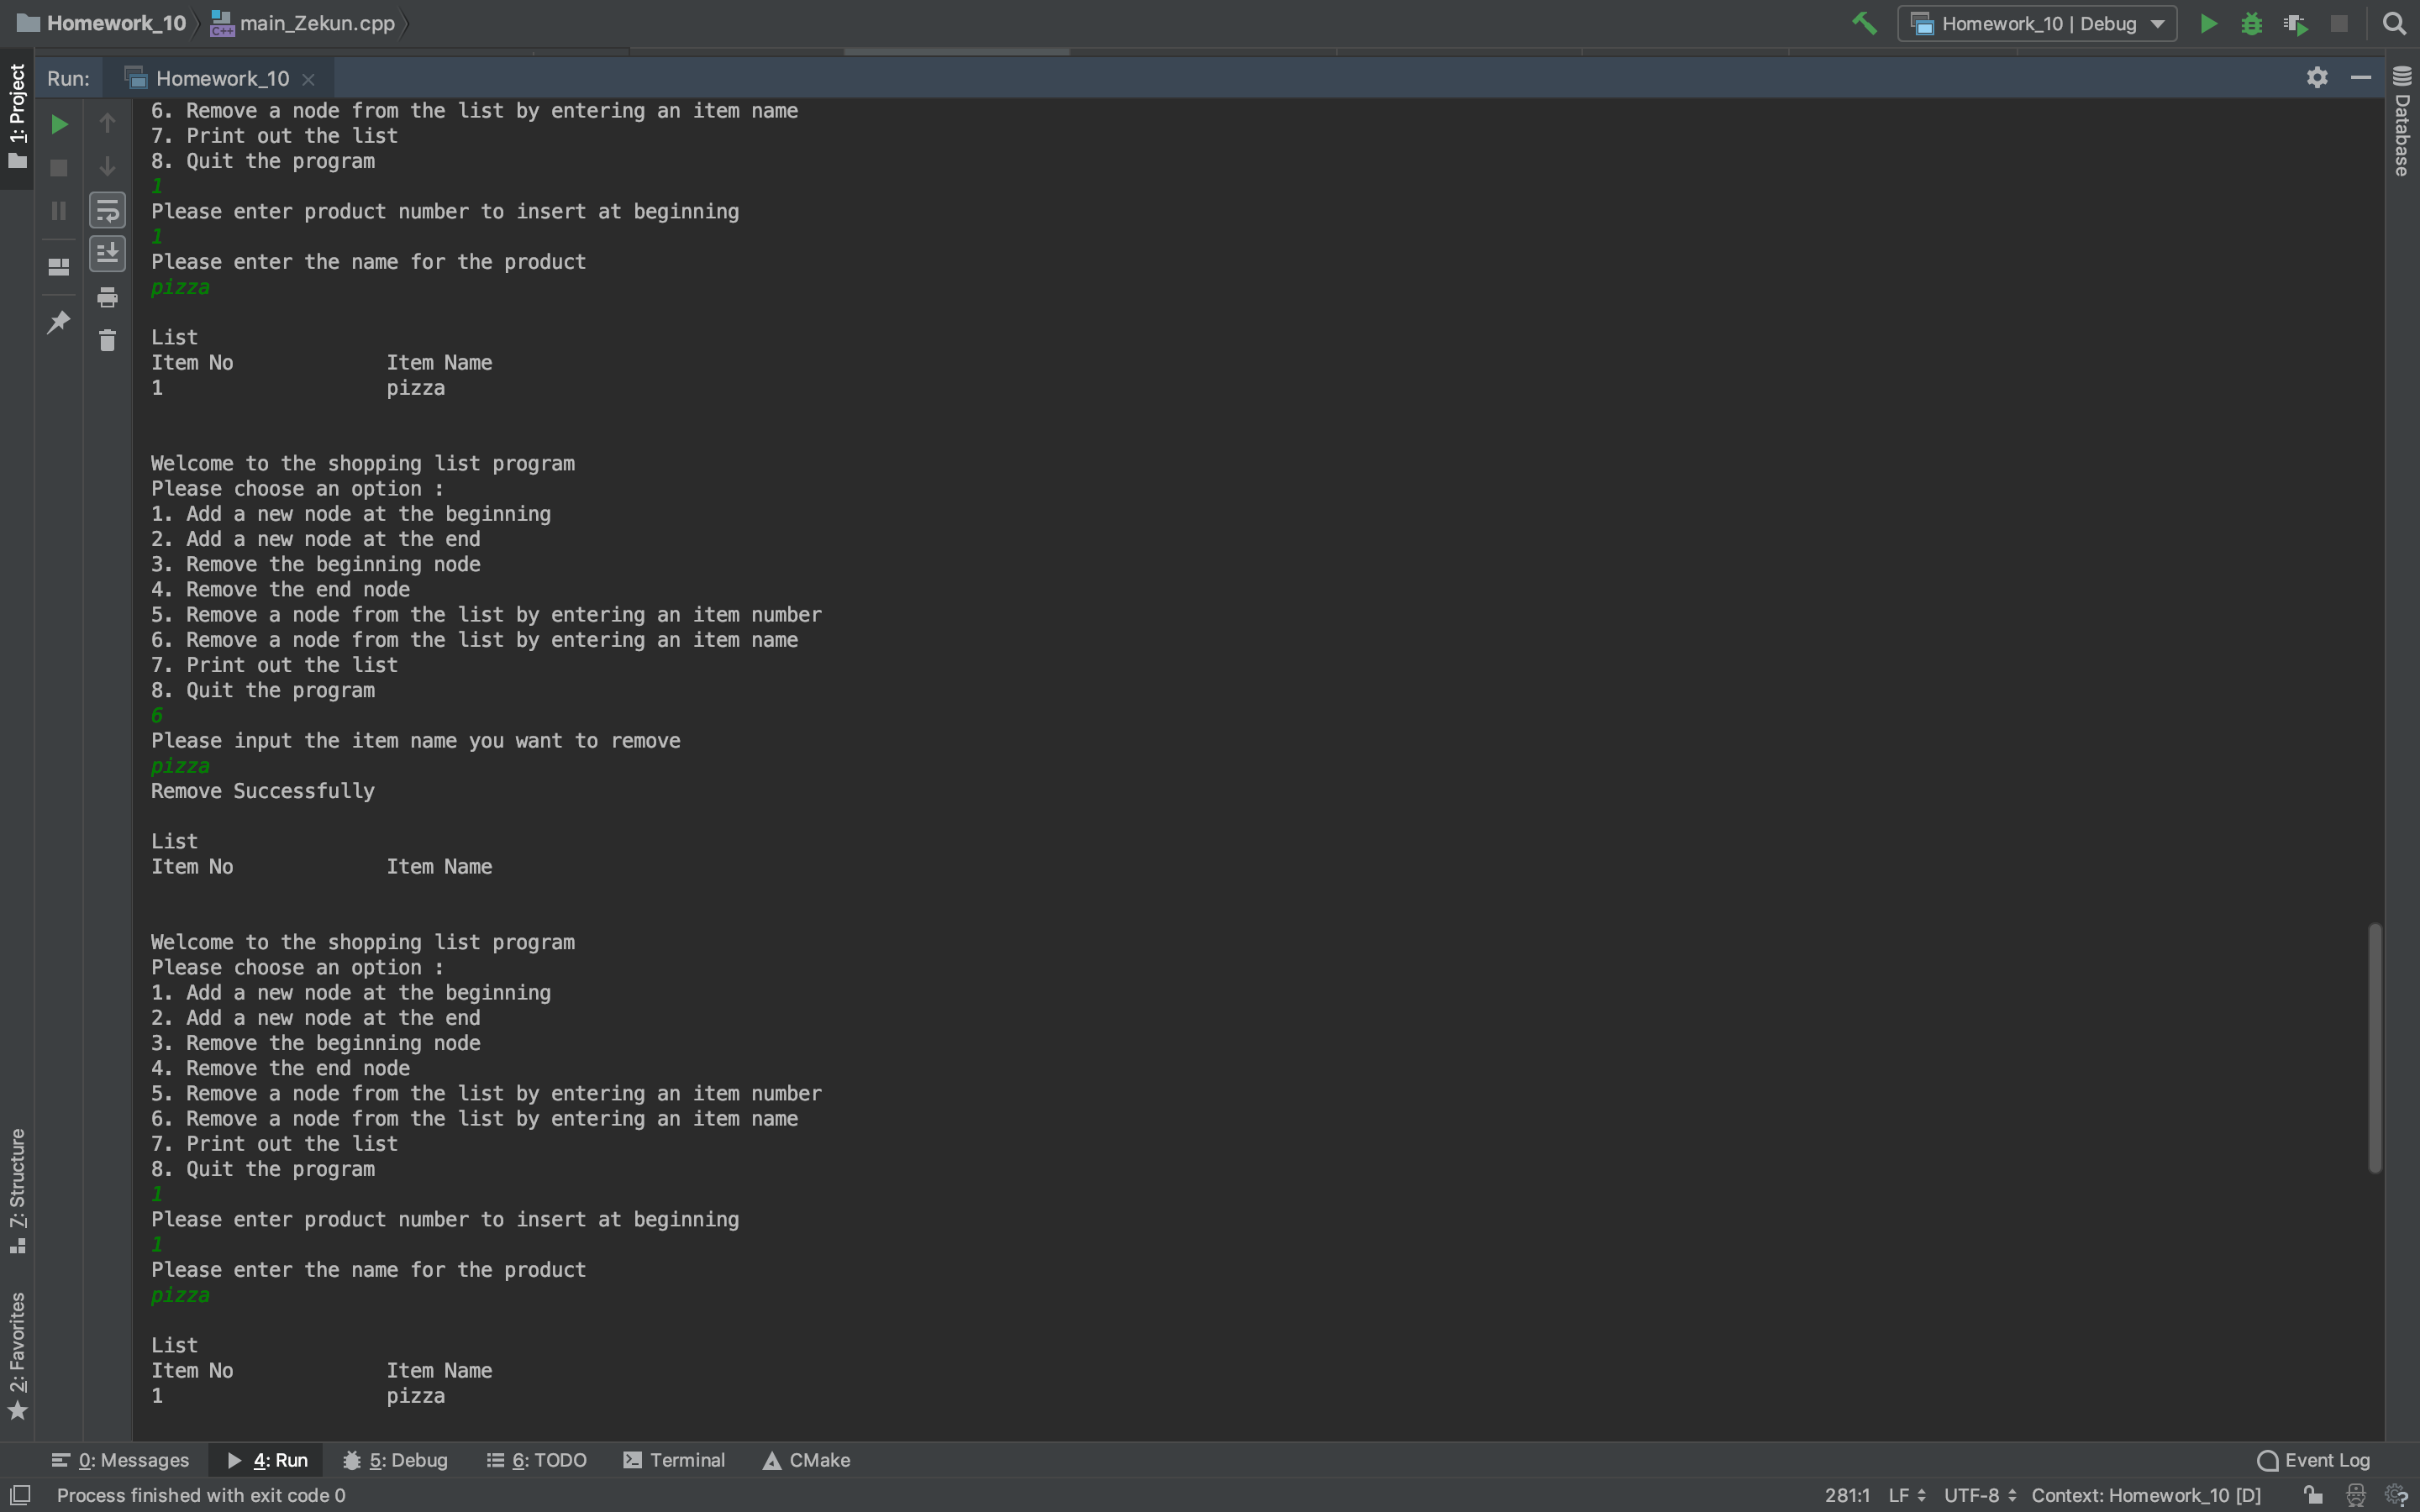 Homework_10 main_Zekun.cpp Homework_10 | Debug
Run: Homework_10
1: Project
Database
6. Remove a node from the list by entering an item name
7. Print out the list
8. Quit the program
1
Please enter product number to insert at beginning
1
Please enter the name for the product
pizza
List
Item No Item Name
1 pizza
Welcome to the shopping list program
Please choose an option :
1. Add a new node at the beginning
2. Add a new node at the end
3. Remove the beginning node
4. Remove the end node
5. Remove a node from the list by entering an item number
6. Remove a node from the list by entering an item name
7. Print out the list
8. Quit the program
6
Please input the item name you want to remove
pizza
Remove Successfully
List
Item No Item Name
Welcome to the shopping list program
Please choose an option :
1. Add a new node at the beginning
2. Add a new node at the end
3. Remove the beginning node
4. Remove the end node
5. Remove a node from the list by entering an item number
6. Remove a node from the list by entering an item name
7. Print out the list
8. Quit the program
1
Please enter product number to insert at beginning
1
Please enter the name for the product
pizza
List
Item No Item Name
1 pizza
7: Structure
2: Favorites
0: Messages 4: Run 5: Debug 6: TODO Terminal CMake Event Log
Process finished with exit code 0 281:1 LF UTF-8 Context: Homework_10 [D]